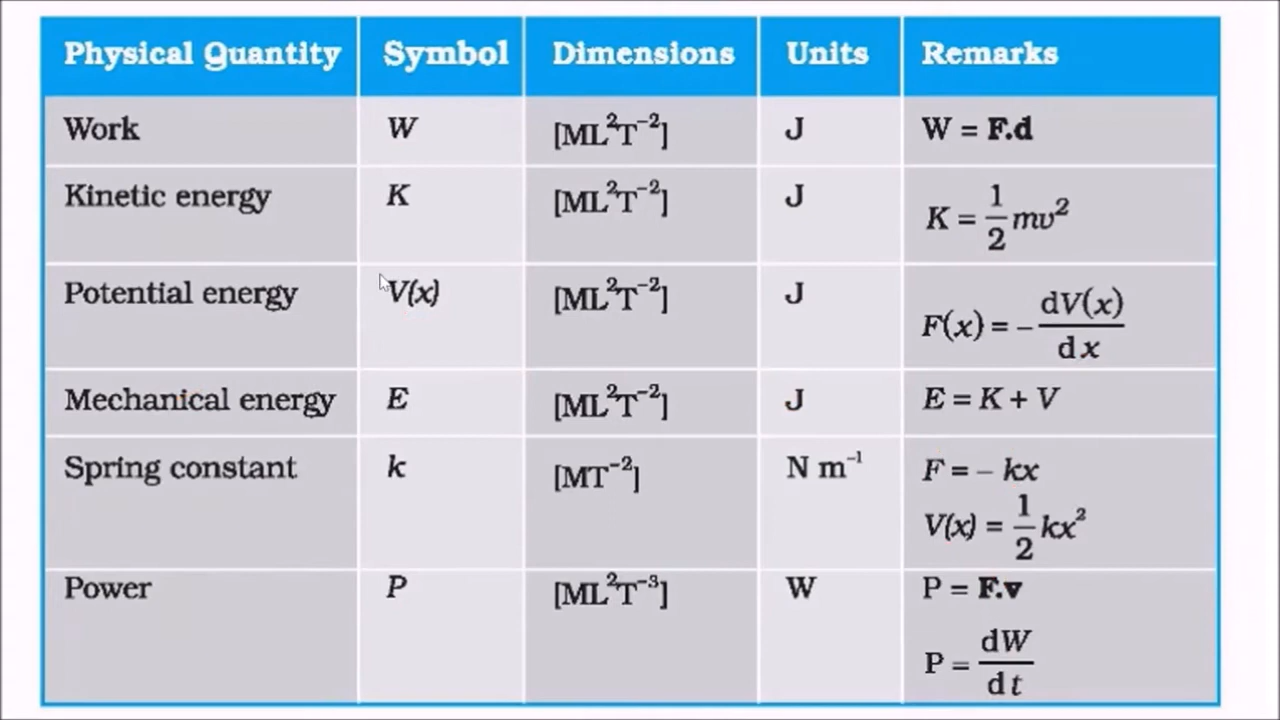 Physical Quantity Symbol Dimensions Units Remarks
Work W [ML²T⁻²] J W = F.d
Kinetic energy K [ML²T⁻²] J K = 1/2 mv²
Potential energy V(x) [ML²T⁻²] J F(x) = − dV(x)/dx
Mechanical energy E [ML²T⁻²] J E = K + V
Spring constant k [MT⁻²] N m⁻¹ F = − kx
V(x) = 1/2 kx²
Power P [ML²T⁻³] W P = F.v
P = dW/dt